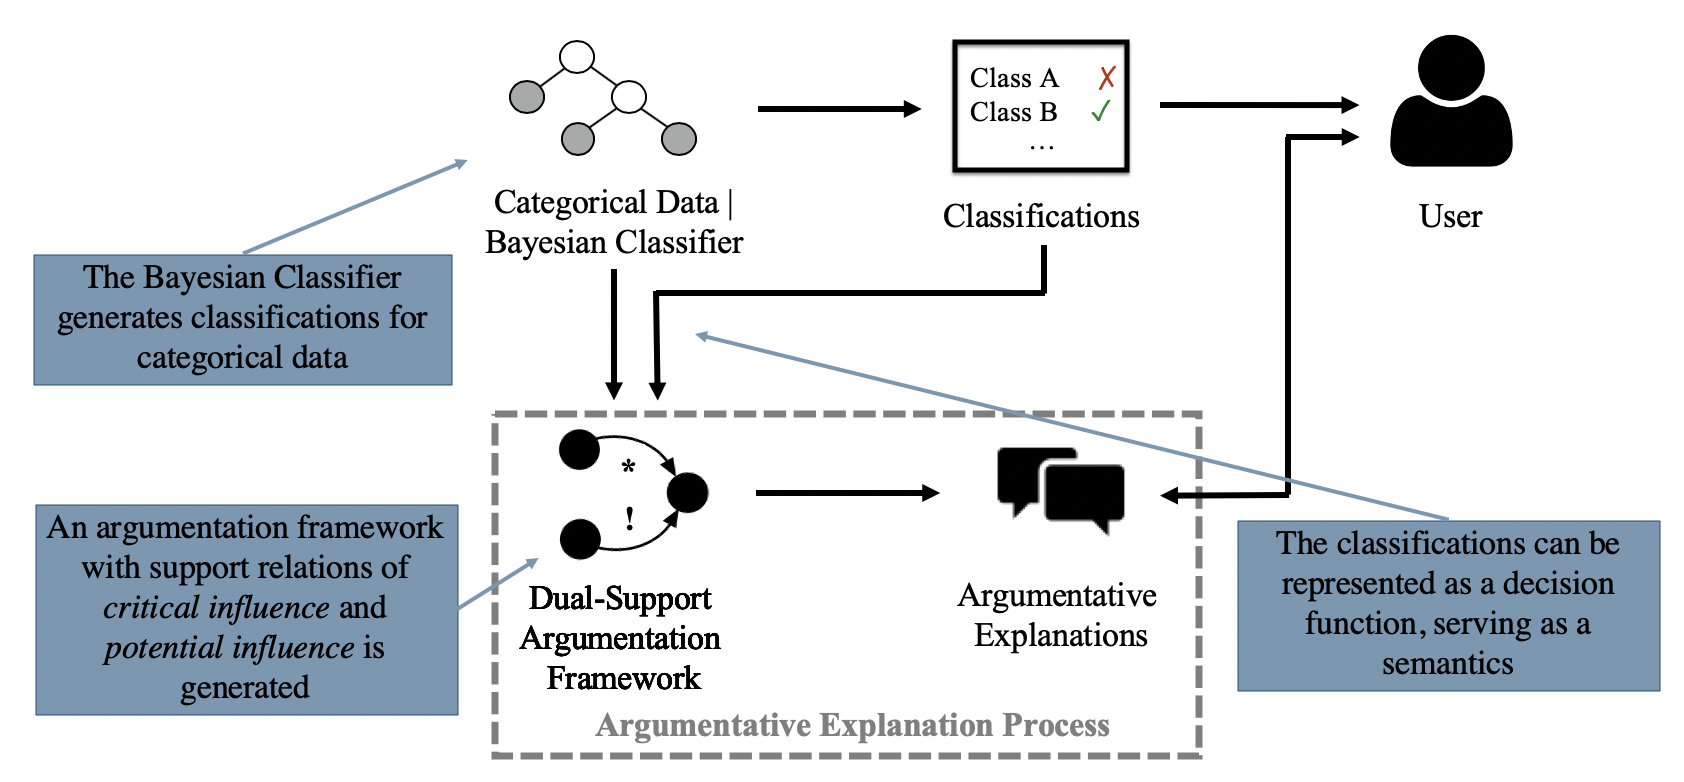 Class A ✗
Class B ✓
...
Categorical Data |
Bayesian Classifier
Classifications
User
The Bayesian Classifier
generates classifications for
categorical data
*
!
Dual-Support
Argumentation
Framework
Argumentative
Explanations
Argumentative Explanation Process
An argumentation framework
with support relations of
critical influence and
potential influence is
generated
The classifications can be
represented as a decision
function, serving as a
semantics